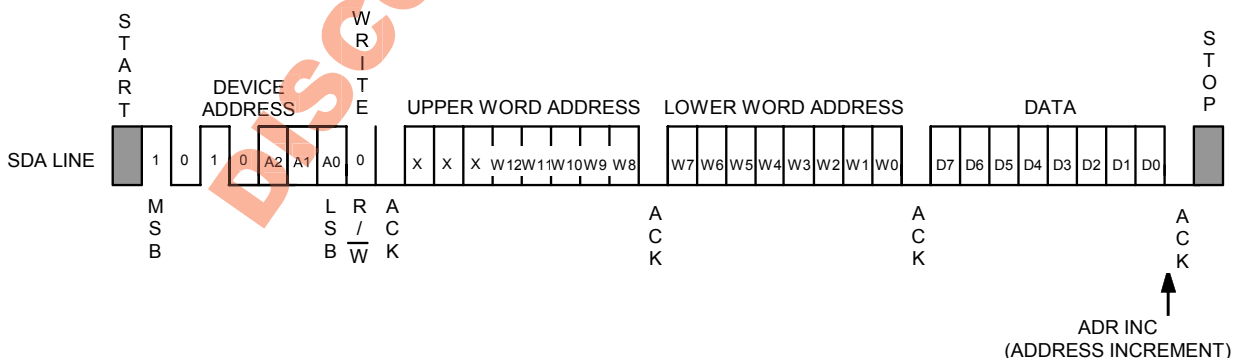 START
WRITE
STOP
DEVICE
ADDRESS
UPPER WORD ADDRESS
LOWER WORD ADDRESS
DATA
SDA LINE
1 0 1 0 A2 A1 A0 0
X X X W12 W11 W10 W9 W8
W7 W6 W5 W4 W3 W2 W1 W0
D7 D6 D5 D4 D3 D2 D1 D0
MSB
LSB
R/W
ACK
ACK
ACK
ACK
ADR INC
(ADDRESS INCREMENT)
DISCO